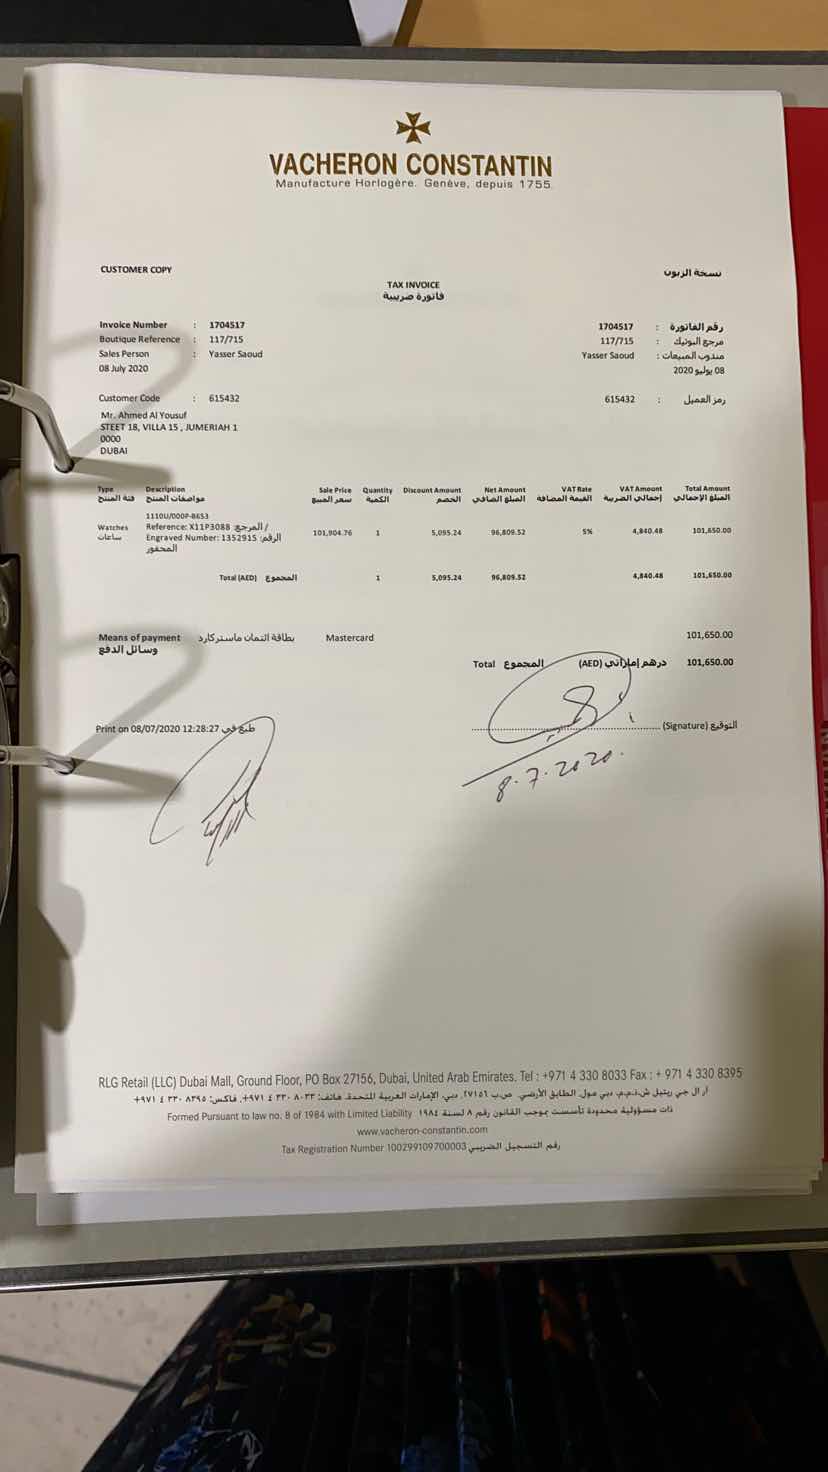 VACHERON CONSTANTIN
Manufacture Horlogère. Genève, depuis 1755.
CUSTOMER COPY نسخة الزبون
TAX INVOICE
فاتورة ضريبية
Invoice Number : 1704517 1704517 : رقم الفاتورة
Boutique Reference : 117/715 117/715 : مرجع البوتيك
Sales Person : Yasser Saoud Yasser Saoud : مندوب المبيعات
08 July 2020 08 يوليو 2020
Customer Code : 615432 615432 : رمز العميل
Mr. Ahmed Al Yousuf
STEET 18, VILLA 15 , JUMERIAH 1
0000
DUBAI
Type Description Sale Price Quantity Discount Amount Net Amount VAT Rate VAT Amount Total Amount
فئة المنتج مواصفات المنتج سعر المبيع الكمية الخصم المبلغ الصافي القيمة المضافة إجمالي الضريبة المبلغ الإجمالي
1110U/000P-B653
Watches Reference: X11P3088 :المرجع / 101,904.76 1 5,095.24 96,809.52 5% 4,840.48 101,650.00
ساعات Engraved Number: 1352915 :الرقم
المحفور
Total (AED) المجموع 1 5,095.24 96,809.52 4,840.48 101,650.00
Means of payment بطاقة ائتمان ماستركارد Mastercard 101,650.00
وسائل الدفع
Total المجموع (AED) درهم إماراتي 101,650.00
Print on 08/07/2020 12:28:27 طبع في
(Signature) التوقيع
8.7.2020.
RLG Retail (LLC) Dubai Mall, Ground Floor, PO Box 27156, Dubai, United Arab Emirates. Tel : +971 4 330 8033 Fax : + 971 4 330 8395
آر ال جي ريتيل ش.ذ.م.م. دبي مول، الطابق الأرضي، ص.ب ٢٧١٥٦، دبي، الإمارات العربية المتحدة، هاتف: ٨٠٣٣ ٣٣٠ ٤ ٩٧١+، فاكس: ٨٣٩٥ ٣٣٠ ٤ ٩٧١+
Formed Pursuant to law no. 8 of 1984 with Limited Liability ذات مسؤولية محدودة تأسست بموجب القانون رقم ٨ لسنة ١٩٨٤
www.vacheron-constantin.com
Tax Registration Number 100299109700003 رقم التسجيل الضريبي